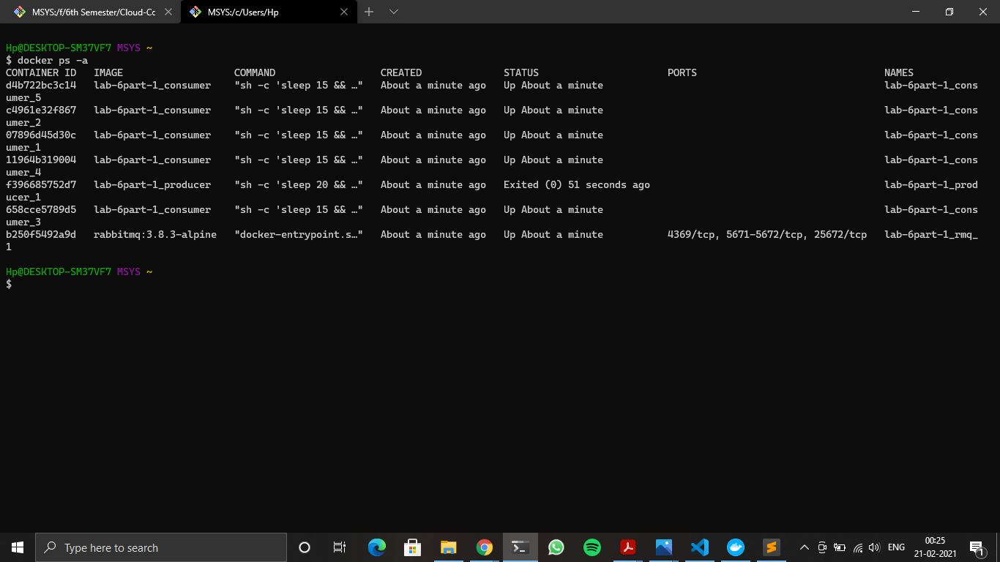 MSYS:/f/6th Semester/Cloud-Cc
MSYS:/c/Users/Hp
Hp@DESKTOP-SM37VF7 MSYS ~
$ docker ps -a
CONTAINER ID   IMAGE                   COMMAND                  CREATED              STATUS                      PORTS                                NAMES
d4b722bc3c14   lab-6part-1_consumer    "sh -c 'sleep 15 && …"   About a minute ago   Up About a minute                                                lab-6part-1_cons
umer_5
c4961e32f867   lab-6part-1_consumer    "sh -c 'sleep 15 && …"   About a minute ago   Up About a minute                                                lab-6part-1_cons
umer_2
07896d45d30c   lab-6part-1_consumer    "sh -c 'sleep 15 && …"   About a minute ago   Up About a minute                                                lab-6part-1_cons
umer_1
11964b319004   lab-6part-1_consumer    "sh -c 'sleep 15 && …"   About a minute ago   Up About a minute                                                lab-6part-1_cons
umer_4
f396685752d7   lab-6part-1_producer    "sh -c 'sleep 20 && …"   About a minute ago   Exited (0) 51 seconds ago                                        lab-6part-1_prod
ucer_1
658cce5789d5   lab-6part-1_consumer    "sh -c 'sleep 15 && …"   About a minute ago   Up About a minute                                                lab-6part-1_cons
umer_3
b250f5492a9d   rabbitmq:3.8.3-alpine   "docker-entrypoint.s…"   About a minute ago   Up About a minute           4369/tcp, 5671-5672/tcp, 25672/tcp   lab-6part-1_rmq_
1
Hp@DESKTOP-SM37VF7 MSYS ~
$
Type here to search
ENG
00:25
21-02-2021
1